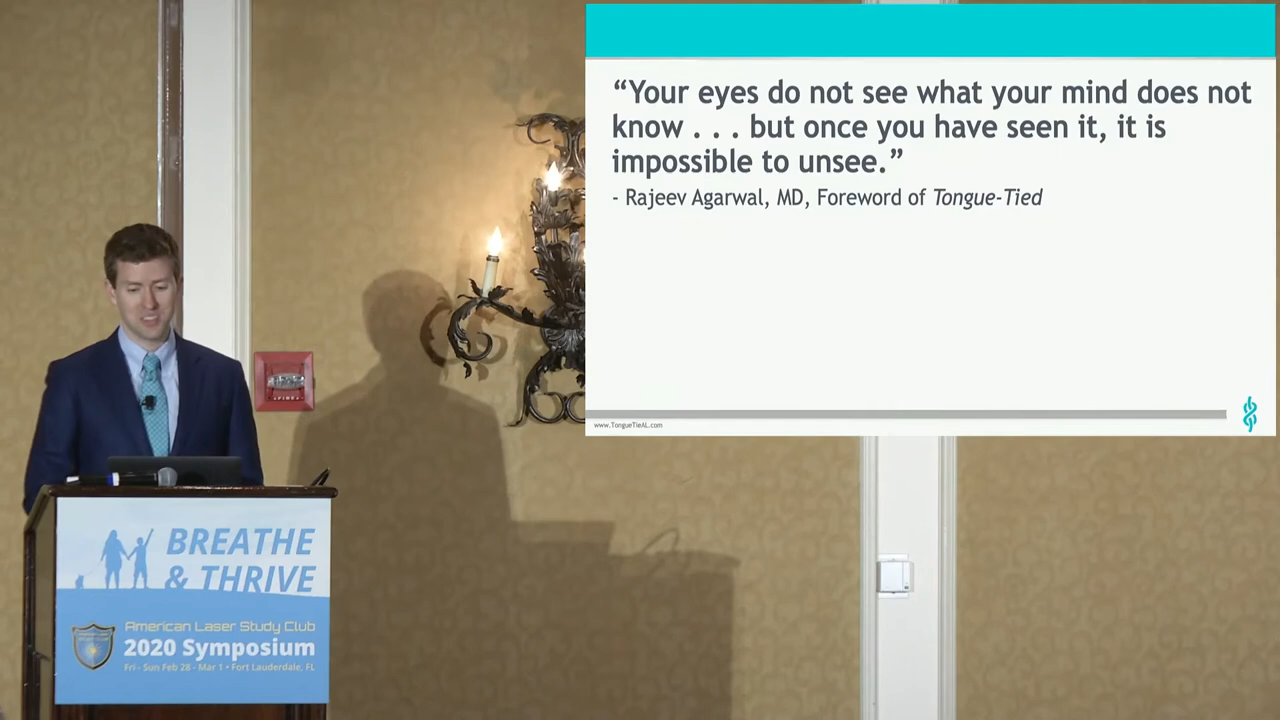 “Your eyes do not see what your mind does not
know . . . but once you have seen it, it is
impossible to unsee.”
- Rajeev Agarwal, MD, Foreword of Tongue-Tied
www.TongueTieAL.com
FIRE
BREATHE
& THRIVE
American Laser Study Club
2020 Symposium
Fri - Sun Feb 28 - Mar 1 • Fort Lauderdale, FL